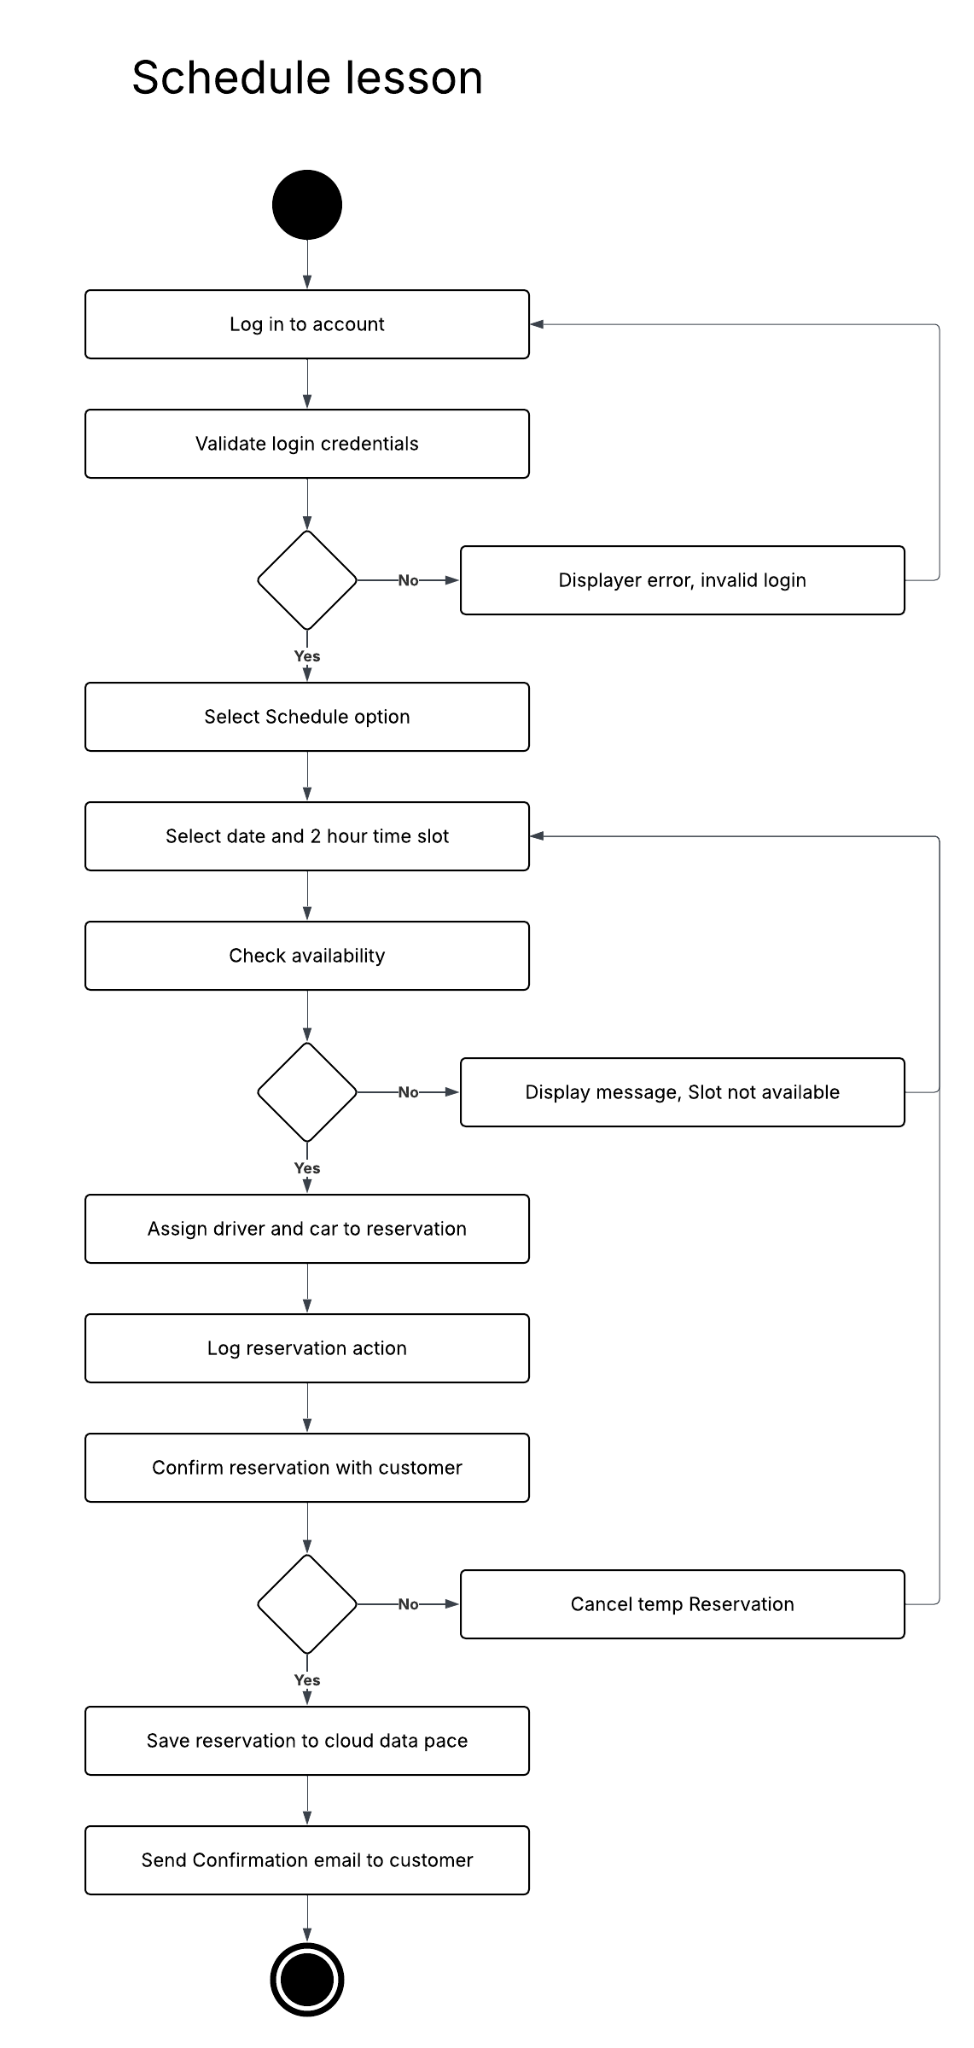 Schedule lesson
Log in to account
Validate login credentials
No
Displayer error, invalid login
Yes
Select Schedule option
Select date and 2 hour time slot
Check availability
No
Display message, Slot not available
Yes
Assign driver and car to reservation
Log reservation action
Confirm reservation with customer
No
Cancel temp Reservation
Yes
Save reservation to cloud data pace
Send Confirmation email to customer